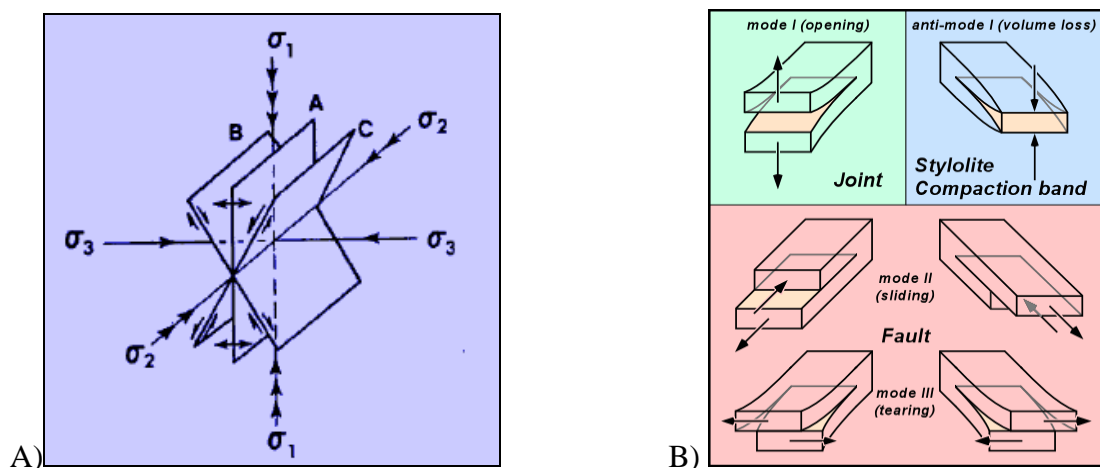 σ1
A
B
C
σ2
σ3
σ3
σ2
σ1
A)
mode I (opening)
Joint
anti-mode I (volume loss)
Stylolite
Compaction band
mode II
(sliding)
Fault
mode III
(tearing)
B)